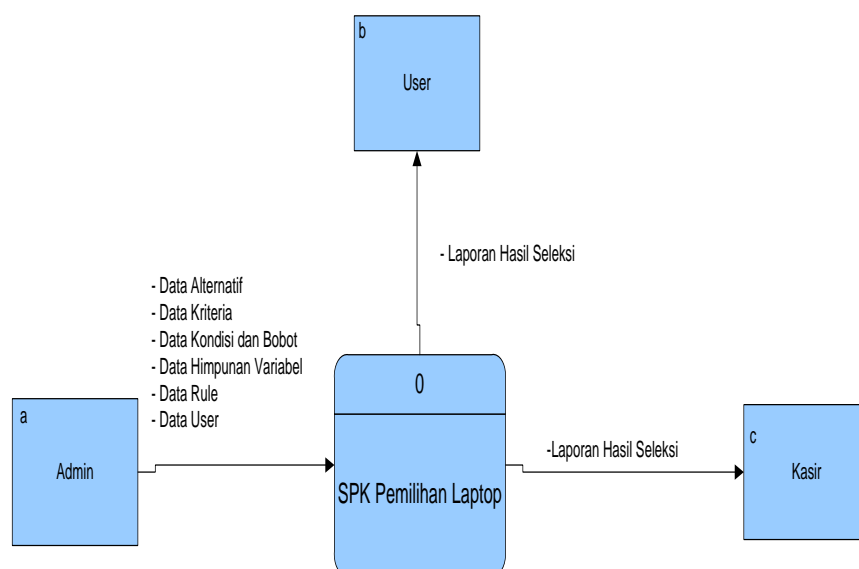 b
User
- Laporan Hasil Seleksi
- Data Alternatif
- Data Kriteria
- Data Kondisi dan Bobot
- Data Himpunan Variabel
- Data Rule
- Data User
a
Admin
0
SPK Pemilihan Laptop
-Laporan Hasil Seleksi
c
Kasir